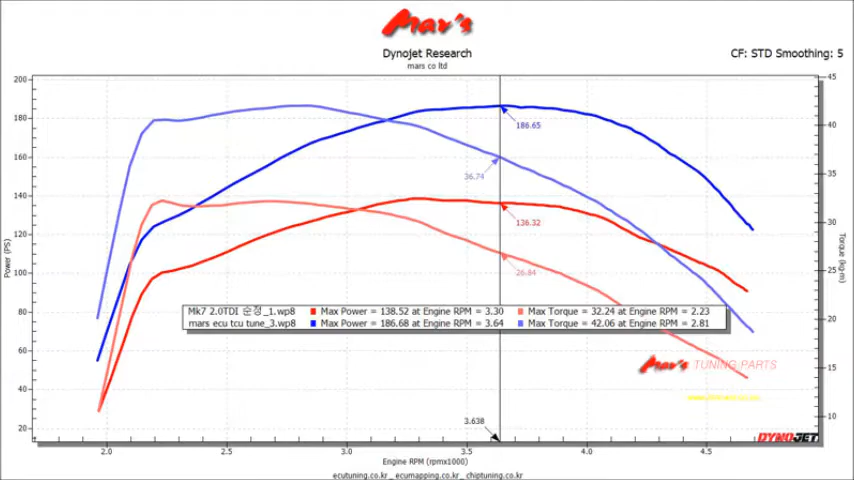 Mar's
Dynojet Research
CF: STD Smoothing: 5
mars co ltd
200
180
160
140
120
100
80
60
40
20
Power (PS)
45
40
35
30
25
20
15
10
Torque (kg-m)
186.65
36.74
136.32
26.84
Mk7 2.0TDI 순정_1.wp8 Max Power = 138.52 at Engine RPM = 3.30 Max Torque = 32.24 at Engine RPM = 2.23
mars ecu tcu tune_3.wp8 Max Power = 186.68 at Engine RPM = 3.64 Max Torque = 42.06 at Engine RPM = 2.81
Mar's TUNING PARTS
3.638
DYNOJET
2.0 2.5 3.0 3.5 4.0 4.5
Engine RPM (rpmx1000)
ecutuning.co.kr _ ecumapping.co.kr _ chiptuning.co.kr